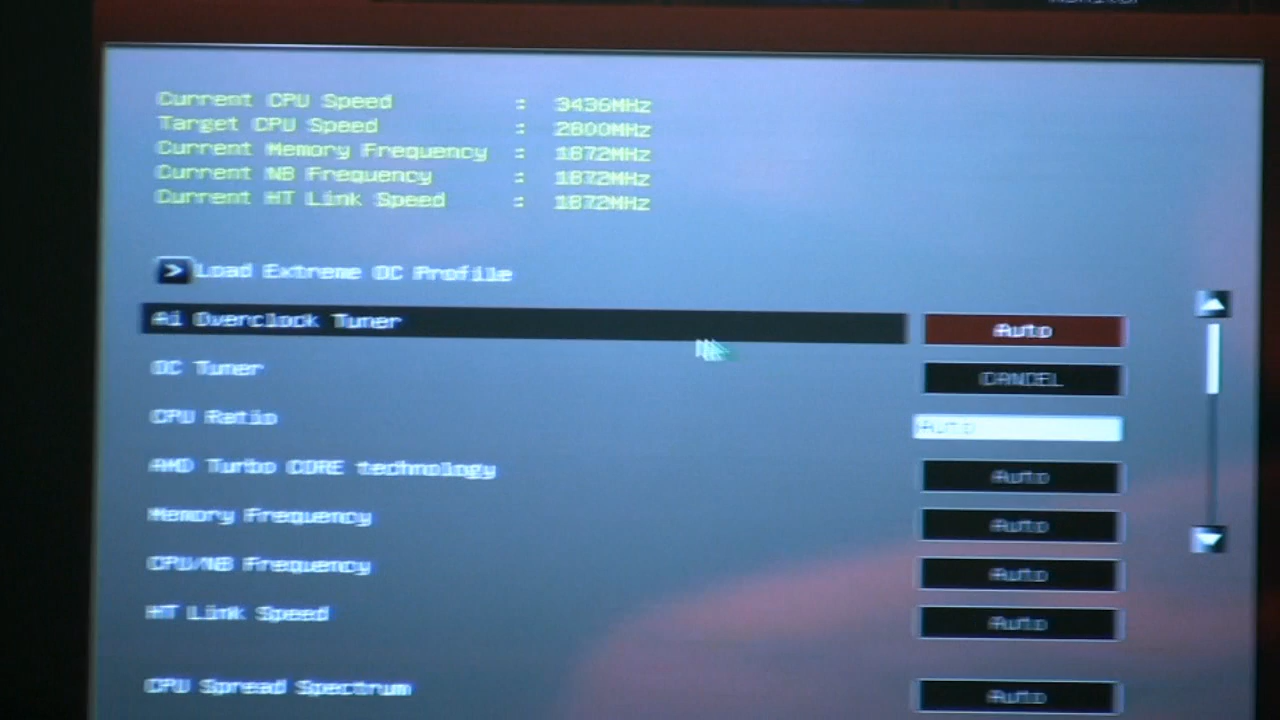 Current CPU Speed : 3436MHz
Target CPU Speed : 2800MHz
Current Memory Frequency : 1872MHz
Current NB Frequency : 1872MHz
Current HT Link Speed : 1872MHz
> Load Extreme OC Profile
Ai Overclock Tuner Auto
OC Tuner CANCEL
CPU Ratio Auto
AMD Turbo CORE technology Auto
Memory Frequency Auto
CPU/NB Frequency Auto
HT Link Speed Auto
CPU Spread Spectrum Auto